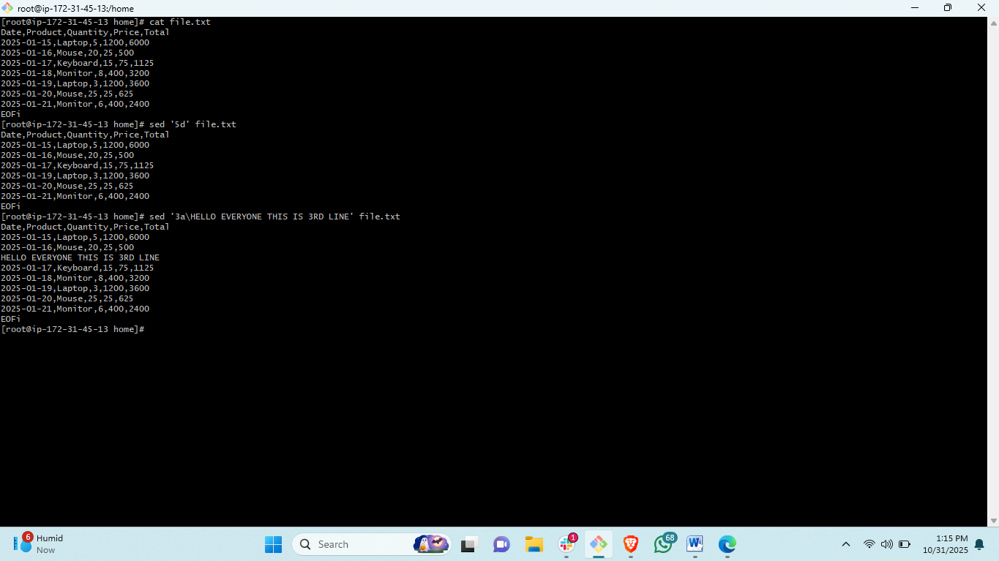 root@ip-172-31-45-13:/home
[root@ip-172-31-45-13 home]# cat file.txt
Date,Product,Quantity,Price,Total
2025-01-15,Laptop,5,1200,6000
2025-01-16,Mouse,20,25,500
2025-01-17,Keyboard,15,75,1125
2025-01-18,Monitor,8,400,3200
2025-01-19,Laptop,3,1200,3600
2025-01-20,Mouse,25,25,625
2025-01-21,Monitor,6,400,2400
EOFi
[root@ip-172-31-45-13 home]# sed '5d' file.txt
Date,Product,Quantity,Price,Total
2025-01-15,Laptop,5,1200,6000
2025-01-16,Mouse,20,25,500
2025-01-17,Keyboard,15,75,1125
2025-01-19,Laptop,3,1200,3600
2025-01-20,Mouse,25,25,625
2025-01-21,Monitor,6,400,2400
EOFi
[root@ip-172-31-45-13 home]# sed '3a\HELLO EVERYONE THIS IS 3RD LINE' file.txt
Date,Product,Quantity,Price,Total
2025-01-15,Laptop,5,1200,6000
2025-01-16,Mouse,20,25,500
HELLO EVERYONE THIS IS 3RD LINE
2025-01-17,Keyboard,15,75,1125
2025-01-18,Monitor,8,400,3200
2025-01-19,Laptop,3,1200,3600
2025-01-20,Mouse,25,25,625
2025-01-21,Monitor,6,400,2400
EOFi
[root@ip-172-31-45-13 home]#
6
Humid
Now
Search
1
68
W
1:15 PM
10/31/2025